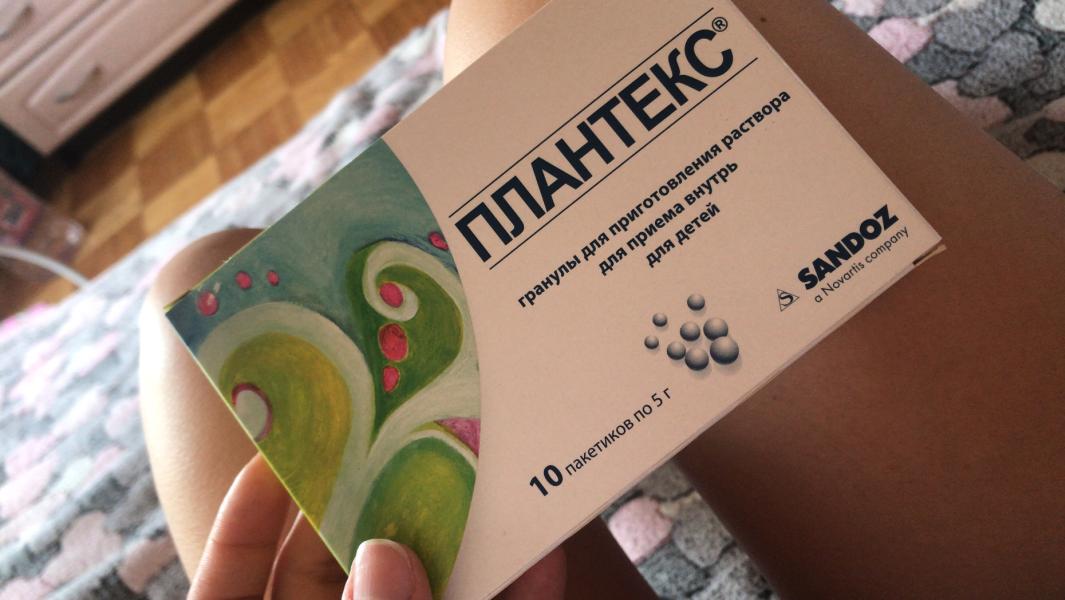 ПЛАНТЕКС®
гранулы для приготовления раствора
для приема внутрь
для детей
S SANDOZ
a Novartis company
10 пакетиков по 5 г